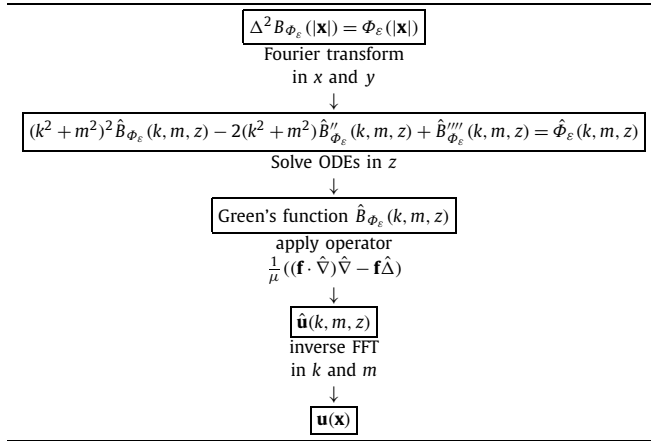 Δ²B_{Φ_ε}(|𝐱|) = Φ_ε(|𝐱|)
Fourier transform
in x and y
↓
(k² + m²)² B̂_{Φ_ε}(k, m, z) − 2(k² + m²)B̂″_{Φ_ε}(k, m, z) + B̂⁗_{Φ_ε}(k, m, z) = Φ̂_ε(k, m, z)
Solve ODEs in z
↓
Green's function B̂_{Φ_ε}(k, m, z)
apply operator
1/μ ((𝐟 · ∇̂)∇̂ − 𝐟Δ̂)
↓
𝐮̂(k, m, z)
inverse FFT
in k and m
↓
𝐮(𝐱)